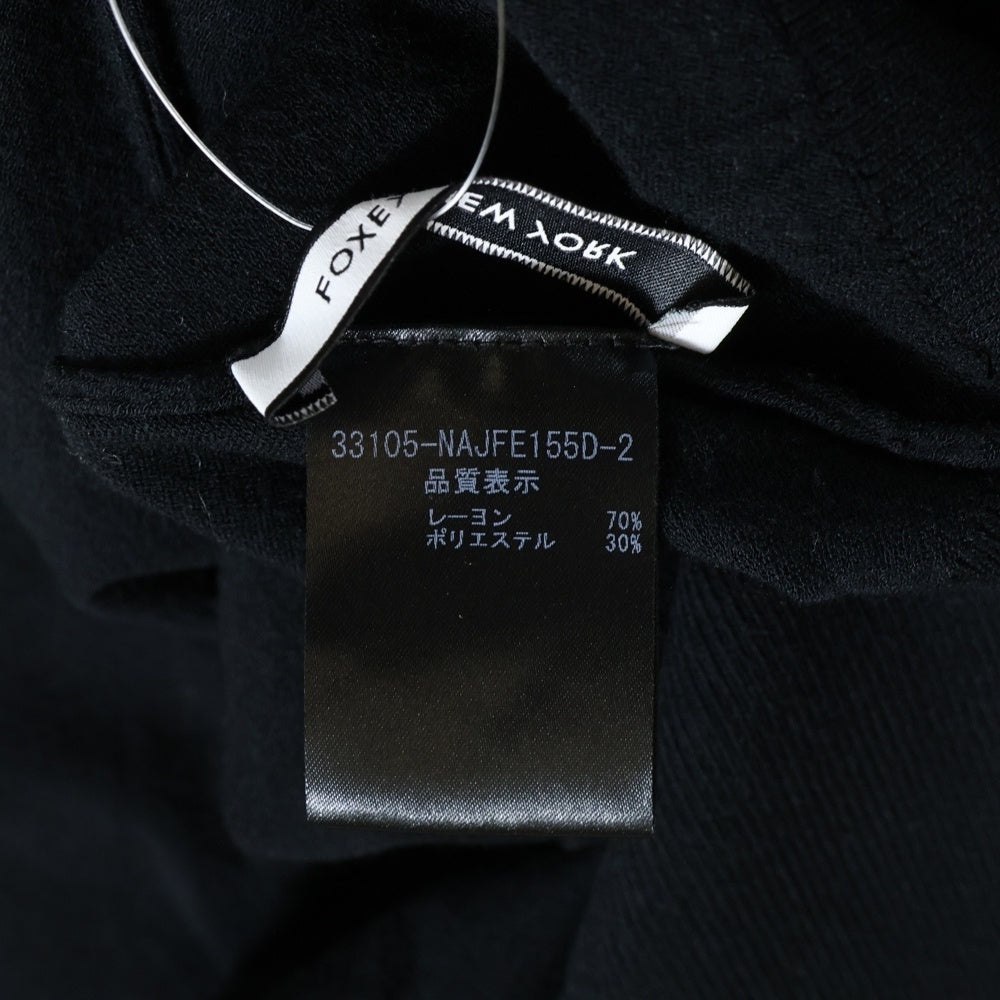 FOXEY
EW YORK
33105-NAJFE155D-2
品質表示
レーヨン 70%
ポリエステル 30%